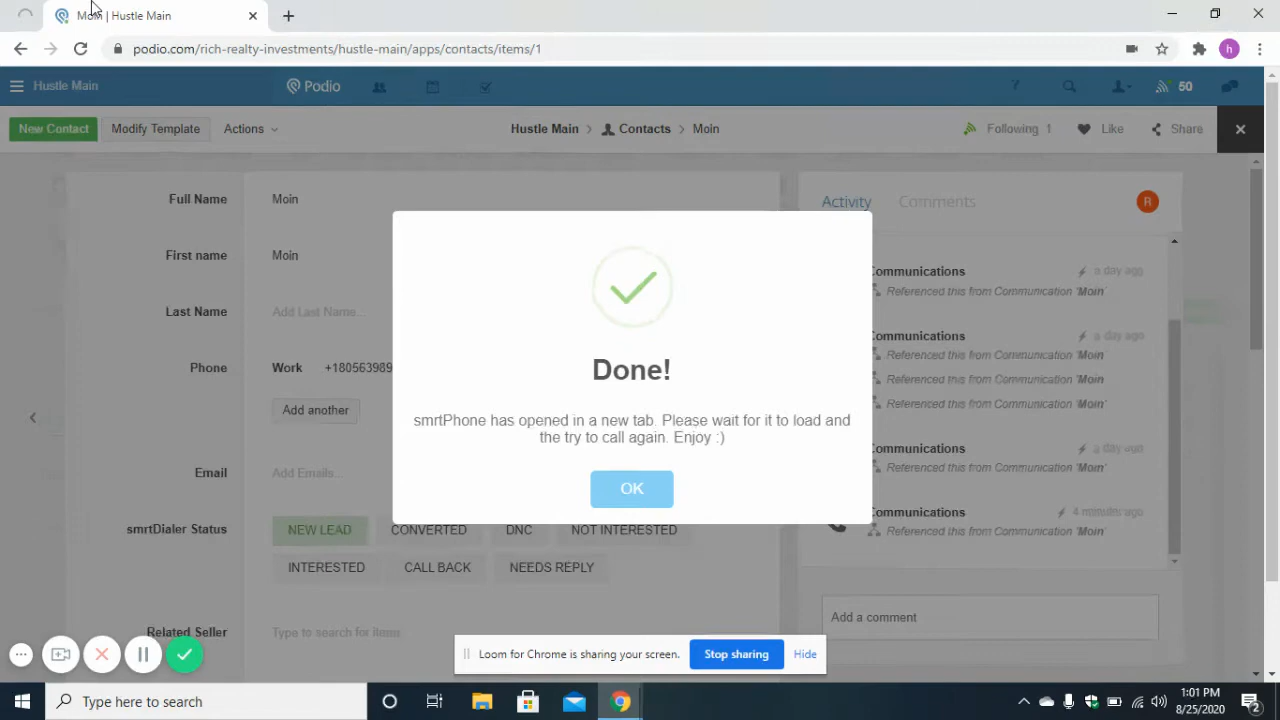 Moin | Hustle Main
podio.com/rich-realty-investments/hustle-main/apps/contacts/items/1
h
Hustle Main
Podio
?
50
New Contact
Modify Template
Actions
Hustle Main > Contacts > Moin
Following 1
Like
Share
Full Name
Moin
First name
Moin
Last Name
Add Last Name...
Phone
Work
+180563989
Add another
Email
Add Emails...
smrtDialer Status
NEW LEAD
CONVERTED
DNC
NOT INTERESTED
INTERESTED
CALL BACK
NEEDS REPLY
Related Seller
Type to search for items
Activity
Comments
R
Communications
a day ago
Referenced this from Communication 'Moin'
Communications
a day ago
Referenced this from Communication 'Moin'
Referenced this from Communication 'Moin'
Referenced this from Communication 'Moin'
Communications
a day ago
Referenced this from Communication 'Moin'
Communications
4 minutes ago
Referenced this from Communication 'Moin'
Add a comment
Done!
smrtPhone has opened in a new tab. Please wait for it to load and
the try to call again. Enjoy :)
OK
Loom for Chrome is sharing your screen.
Stop sharing
Hide
Type here to search
1:01 PM
8/25/2020
2